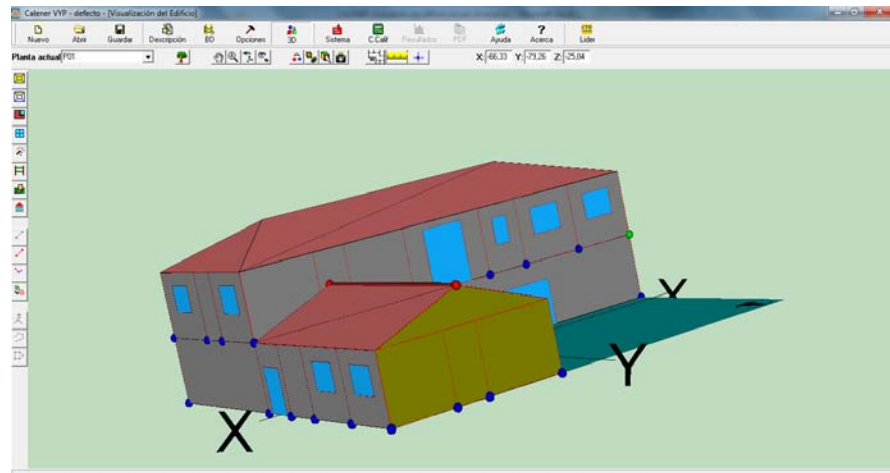 Calener VYP - defecto - [Visualización del Edificio]
Nuevo Abrir Guardar Descripción BD Opciones 3D Sistema C.Calif. Resultados PDF Ayuda Acerca Lider
Planta actual P01 X: -66.33 Y: -79.26 Z: -25.84
X
Y
X